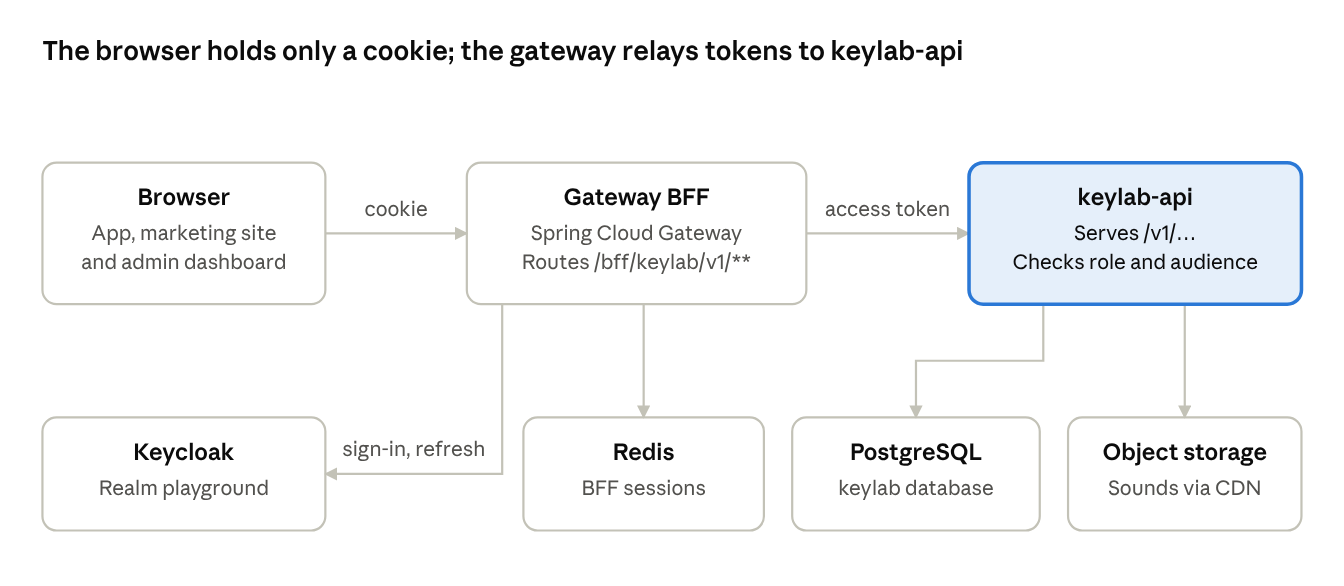 The browser holds only a cookie; the gateway relays tokens to keylab-api
Browser
App, marketing site
and admin dashboard
cookie
Gateway BFF
Spring Cloud Gateway
Routes /bff/keylab/v1/**
access token
keylab-api
Serves /v1/...
Checks role and audience
Keycloak
Realm playground
sign-in, refresh
Redis
BFF sessions
PostgreSQL
keylab database
Object storage
Sounds via CDN